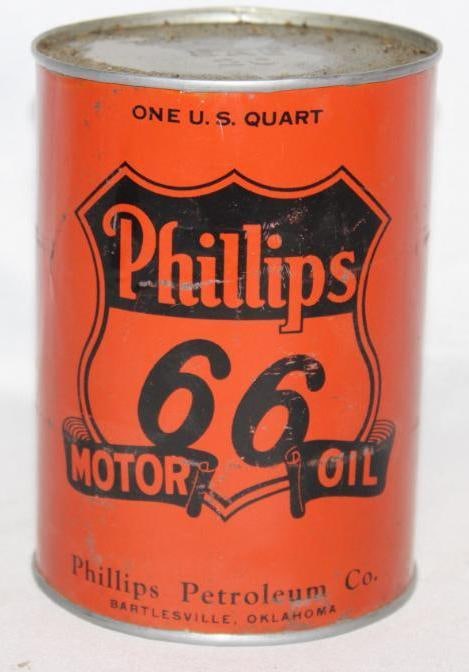 ONE U.S. QUART
Phillips
66
MOTOR OIL
Phillips Petroleum Co.
BARTLESVILLE, OKLAHOMA